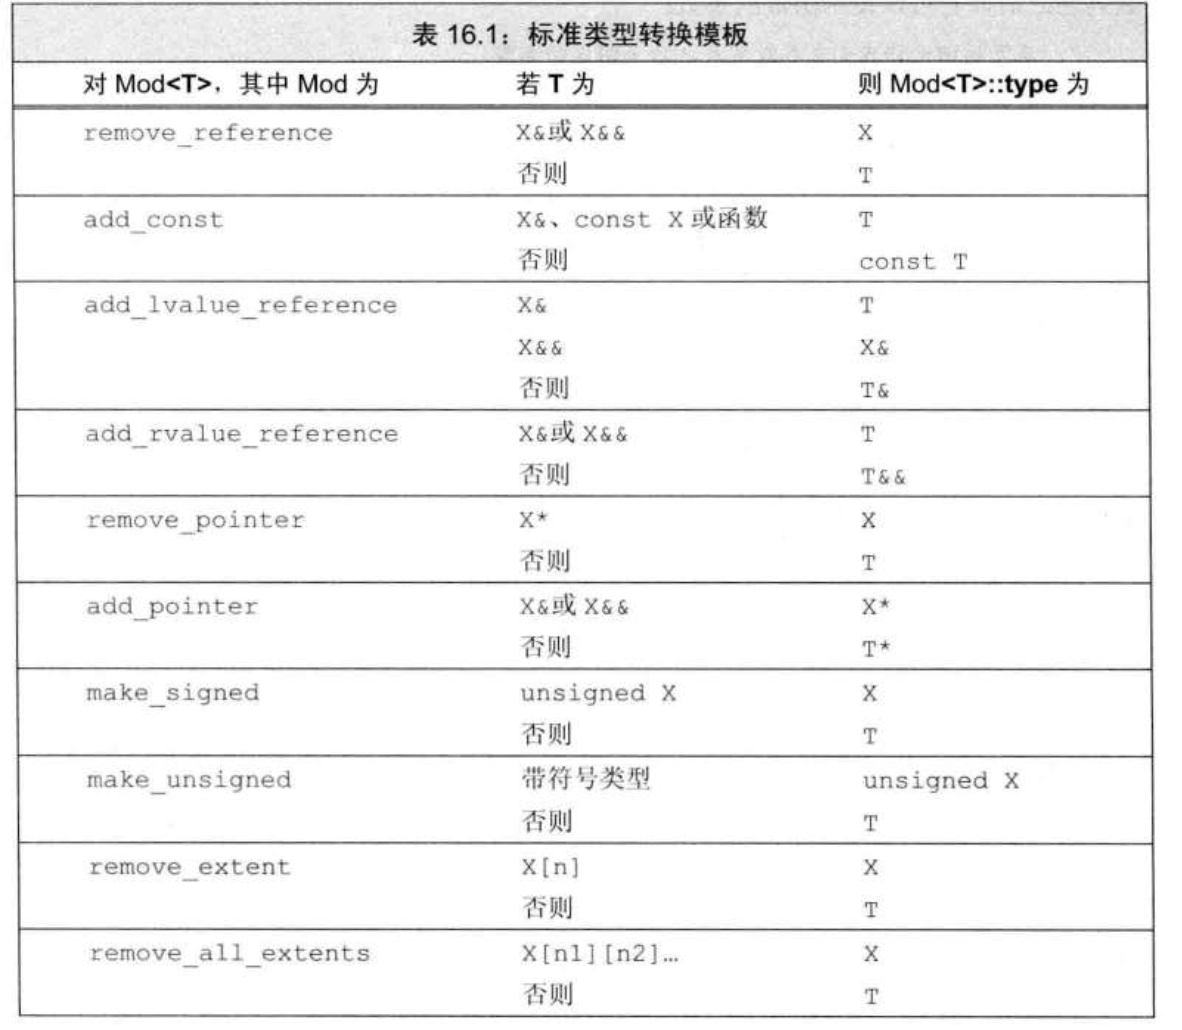 表 16.1：标准类型转换模板
对 Mod<T>，其中 Mod 为 若 T 为 则 Mod<T>::type 为
remove_reference X&或 X&& X
否则 T
add_const X&、const X 或函数 T
否则 const T
add_lvalue_reference X& T
X&& X&
否则 T&
add_rvalue_reference X&或 X&& T
否则 T&&
remove_pointer X* X
否则 T
add_pointer X&或 X&& X*
否则 T*
make_signed unsigned X X
否则 T
make_unsigned 带符号类型 unsigned X
否则 T
remove_extent X[n] X
否则 T
remove_all_extents X[n1][n2]… X
否则 T